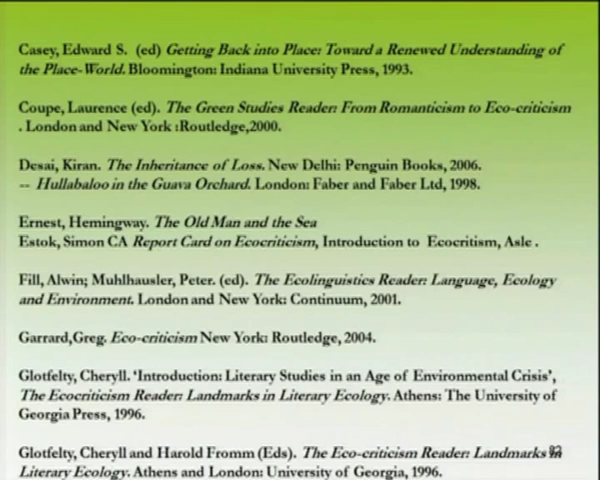 Casey, Edward S. (ed) Getting Back into Place: Toward a Renewed Understanding of
the Place-World. Bloomington: Indiana University Press, 1993.
Coupe, Laurence (ed). The Green Studies Reader: From Romanticism to Eco-criticism
. London and New York :Routledge,2000.
Desai, Kiran. The Inheritance of Loss. New Delhi: Penguin Books, 2006.
-- Hullabaloo in the Guava Orchard. London: Faber and Faber Ltd, 1998.
Ernest, Hemingway. The Old Man and the Sea
Estok, Simon CA Report Card on Ecocriticism, Introduction to Ecocritism, Asle .
Fill, Alwin; Muhlhausler, Peter. (ed). The Ecolinguistics Reader: Language, Ecology
and Environment. London and New York: Continuum, 2001.
Garrard,Greg. Eco-criticism New York: Routledge, 2004.
Glotfelty, Cheryll. 'Introduction: Literary Studies in an Age of Environmental Crisis',
The Ecocriticism Reader: Landmarks in Literary Ecology. Athens: The University of
Georgia Press, 1996.
Glotfelty, Cheryll and Harold Fromm (Eds). The Eco-criticism Reader: Landmarks in
Literary Ecology. Athens and London: University of Georgia, 1996.